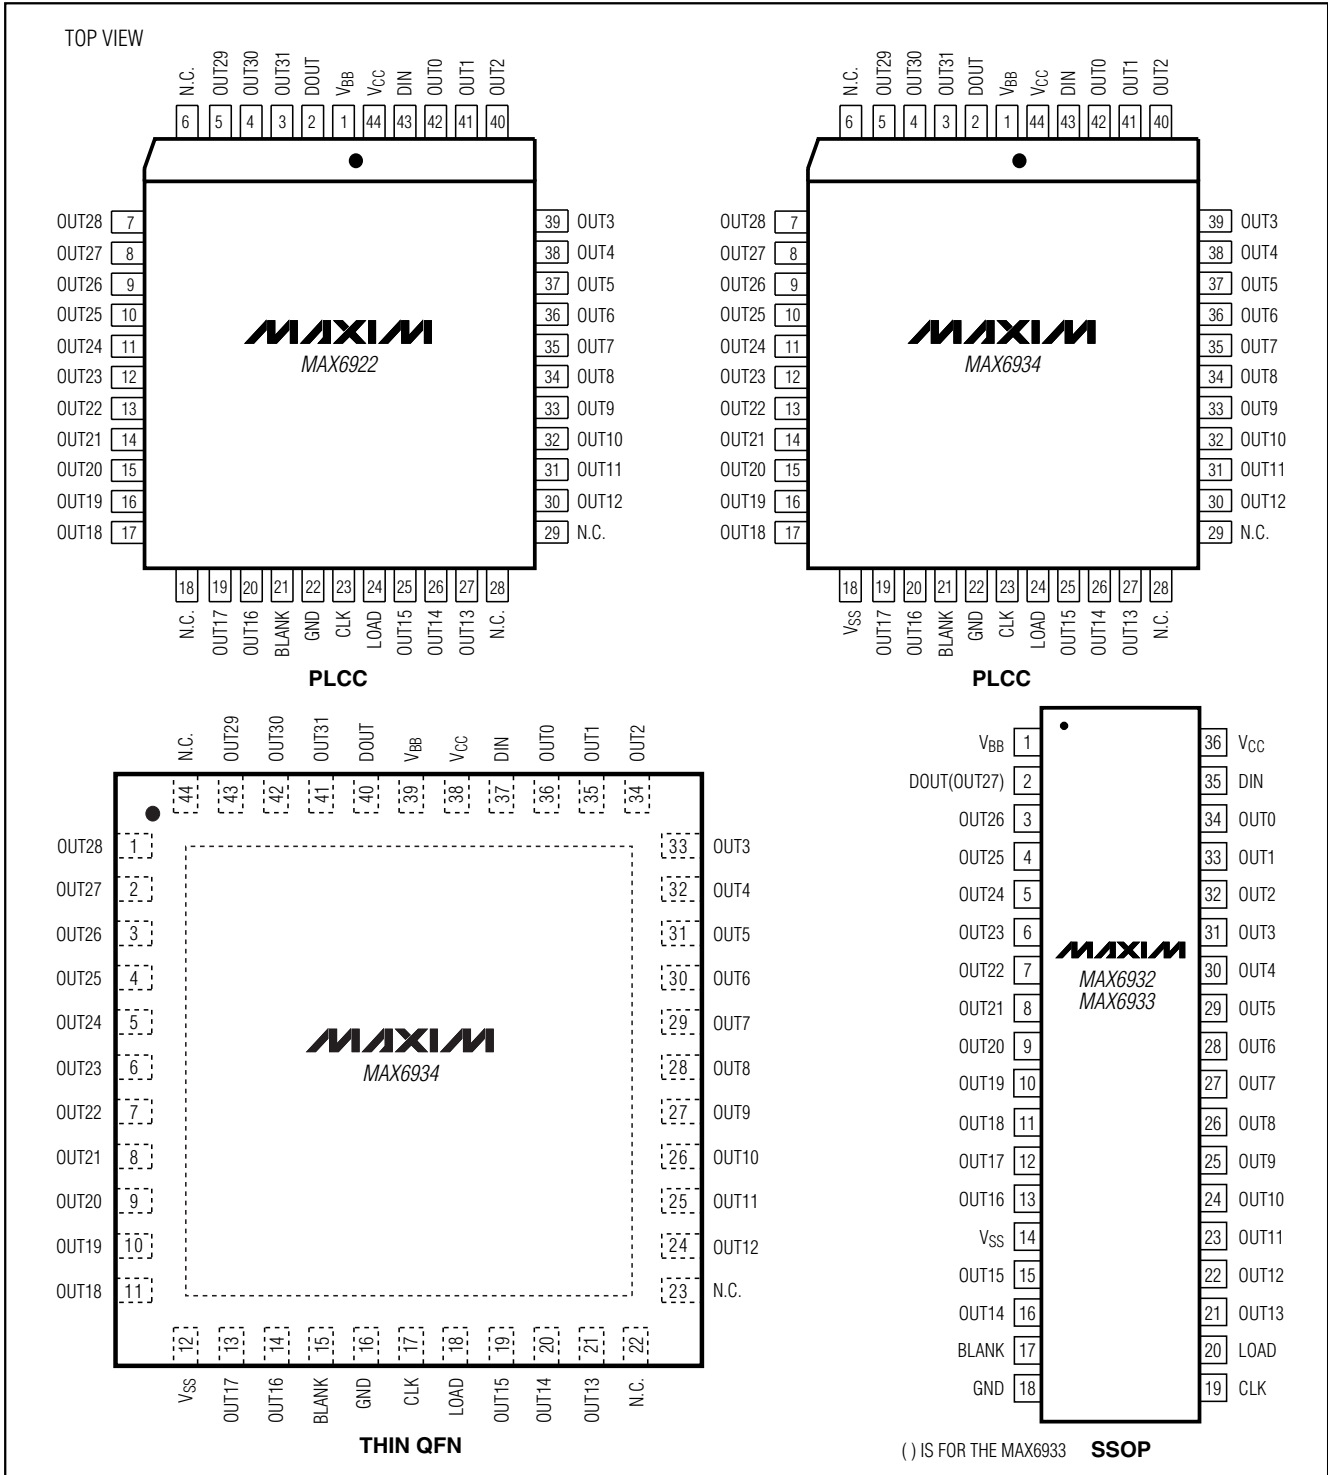 TOP VIEW
N.C. OUT29 OUT30 OUT31 DOUT VBB VCC DIN OUT0 OUT1 OUT2
6 5 4 3 2 1 44 43 42 41 40
OUT28 7
OUT27 8
OUT26 9
OUT25 10
OUT24 11
OUT23 12
OUT22 13
OUT21 14
OUT20 15
OUT19 16
OUT18 17
MAXIM
MAX6922
39 OUT3
38 OUT4
37 OUT5
36 OUT6
35 OUT7
34 OUT8
33 OUT9
32 OUT10
31 OUT11
30 OUT12
29 N.C.
18 19 20 21 22 23 24 25 26 27 28
N.C. OUT17 OUT16 BLANK GND CLK LOAD OUT15 OUT14 OUT13 N.C.
PLCC
N.C. OUT29 OUT30 OUT31 DOUT VBB VCC DIN OUT0 OUT1 OUT2
6 5 4 3 2 1 44 43 42 41 40
OUT28 7
OUT27 8
OUT26 9
OUT25 10
OUT24 11
OUT23 12
OUT22 13
OUT21 14
OUT20 15
OUT19 16
OUT18 17
MAXIM
MAX6934
39 OUT3
38 OUT4
37 OUT5
36 OUT6
35 OUT7
34 OUT8
33 OUT9
32 OUT10
31 OUT11
30 OUT12
29 N.C.
18 19 20 21 22 23 24 25 26 27 28
VSS OUT17 OUT16 BLANK GND CLK LOAD OUT15 OUT14 OUT13 N.C.
PLCC
N.C. OUT29 OUT30 OUT31 DOUT VBB VCC DIN OUT0 OUT1 OUT2
44 43 42 41 40 39 38 37 36 35 34
OUT28 1
OUT27 2
OUT26 3
OUT25 4
OUT24 5
OUT23 6
OUT22 7
OUT21 8
OUT20 9
OUT19 10
OUT18 11
MAXIM
MAX6934
33 OUT3
32 OUT4
31 OUT5
30 OUT6
29 OUT7
28 OUT8
27 OUT9
26 OUT10
25 OUT11
24 OUT12
23 N.C.
12 13 14 15 16 17 18 19 20 21 22
VSS OUT17 OUT16 BLANK GND CLK LOAD OUT15 OUT14 OUT13 N.C.
THIN QFN
VBB 1
DOUT(OUT27) 2
OUT26 3
OUT25 4
OUT24 5
OUT23 6
OUT22 7
OUT21 8
OUT20 9
OUT19 10
OUT18 11
OUT17 12
OUT16 13
VSS 14
OUT15 15
OUT14 16
BLANK 17
GND 18
MAXIM
MAX6932
MAX6933
36 VCC
35 DIN
34 OUT0
33 OUT1
32 OUT2
31 OUT3
30 OUT4
29 OUT5
28 OUT6
27 OUT7
26 OUT8
25 OUT9
24 OUT10
23 OUT11
22 OUT12
21 OUT13
20 LOAD
19 CLK
( ) IS FOR THE MAX6933 SSOP